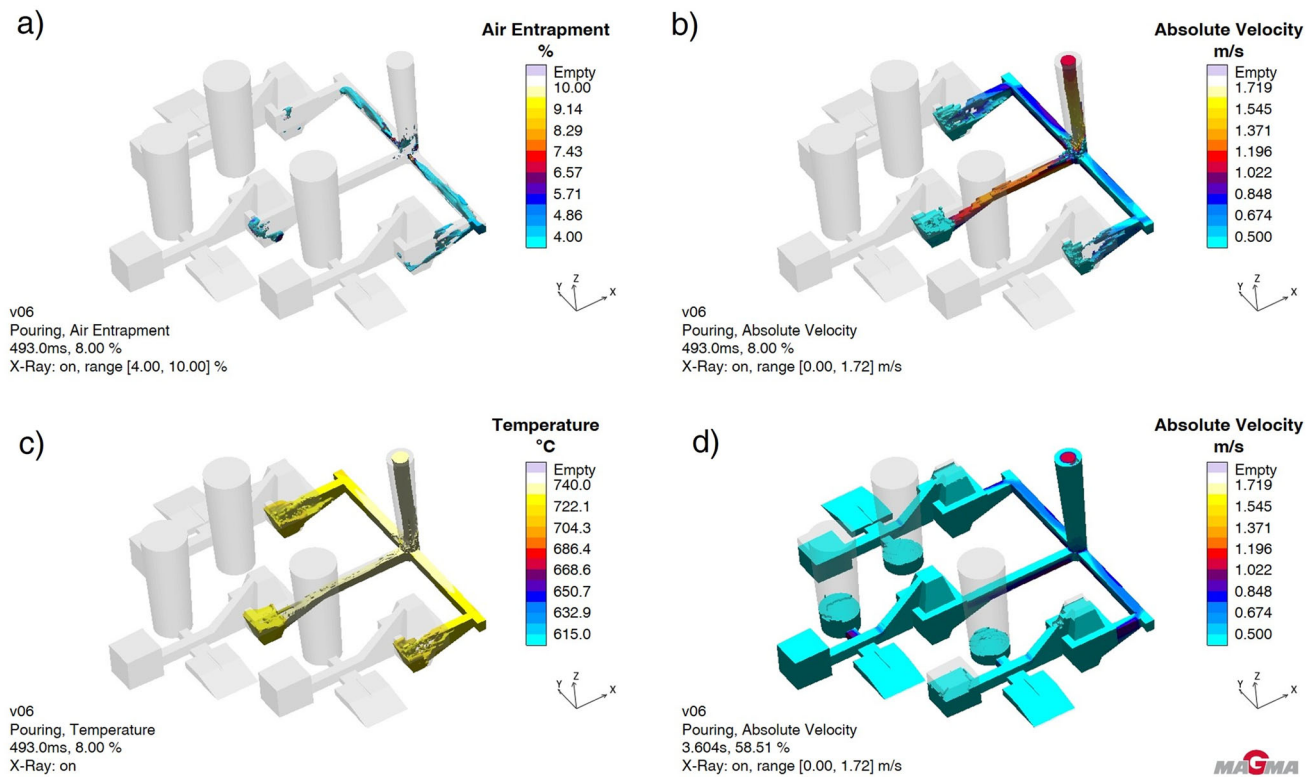 a)
Air Entrapment
%
Empty
10.00
9.14
8.29
7.43
6.57
5.71
4.86
4.00
Y Z X
v06
Pouring, Air Entrapment
493.0ms, 8.00 %
X-Ray: on, range [4.00, 10.00] %
b)
Absolute Velocity
m/s
Empty
1.719
1.545
1.371
1.196
1.022
0.848
0.674
0.500
Y Z X
v06
Pouring, Absolute Velocity
493.0ms, 8.00 %
X-Ray: on, range [0.00, 1.72] m/s
c)
Temperature
°C
Empty
740.0
722.1
704.3
686.4
668.6
650.7
632.9
615.0
Y Z X
v06
Pouring, Temperature
493.0ms, 8.00 %
X-Ray: on
d)
Absolute Velocity
m/s
Empty
1.719
1.545
1.371
1.196
1.022
0.848
0.674
0.500
Y Z X
v06
Pouring, Absolute Velocity
3.604s, 58.51 %
X-Ray: on, range [0.00, 1.72] m/s
MAGMA